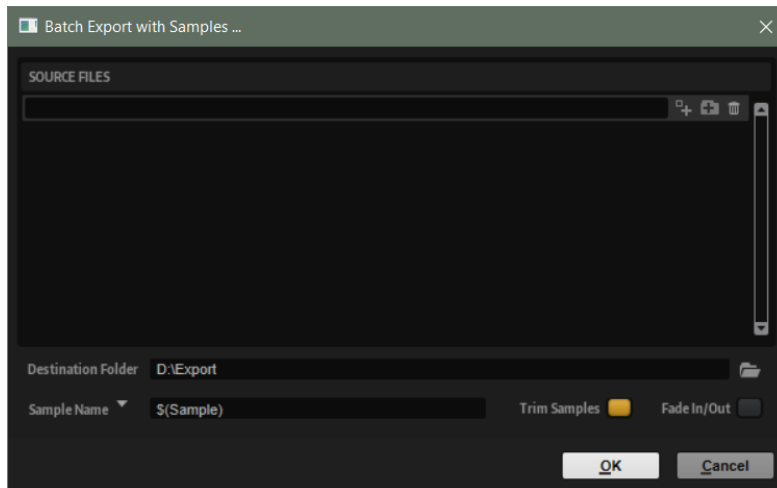 Batch Export with Samples ...
SOURCE FILES
Destination Folder D:\Export
Sample Name $(Sample) Trim Samples Fade In/Out
OK Cancel